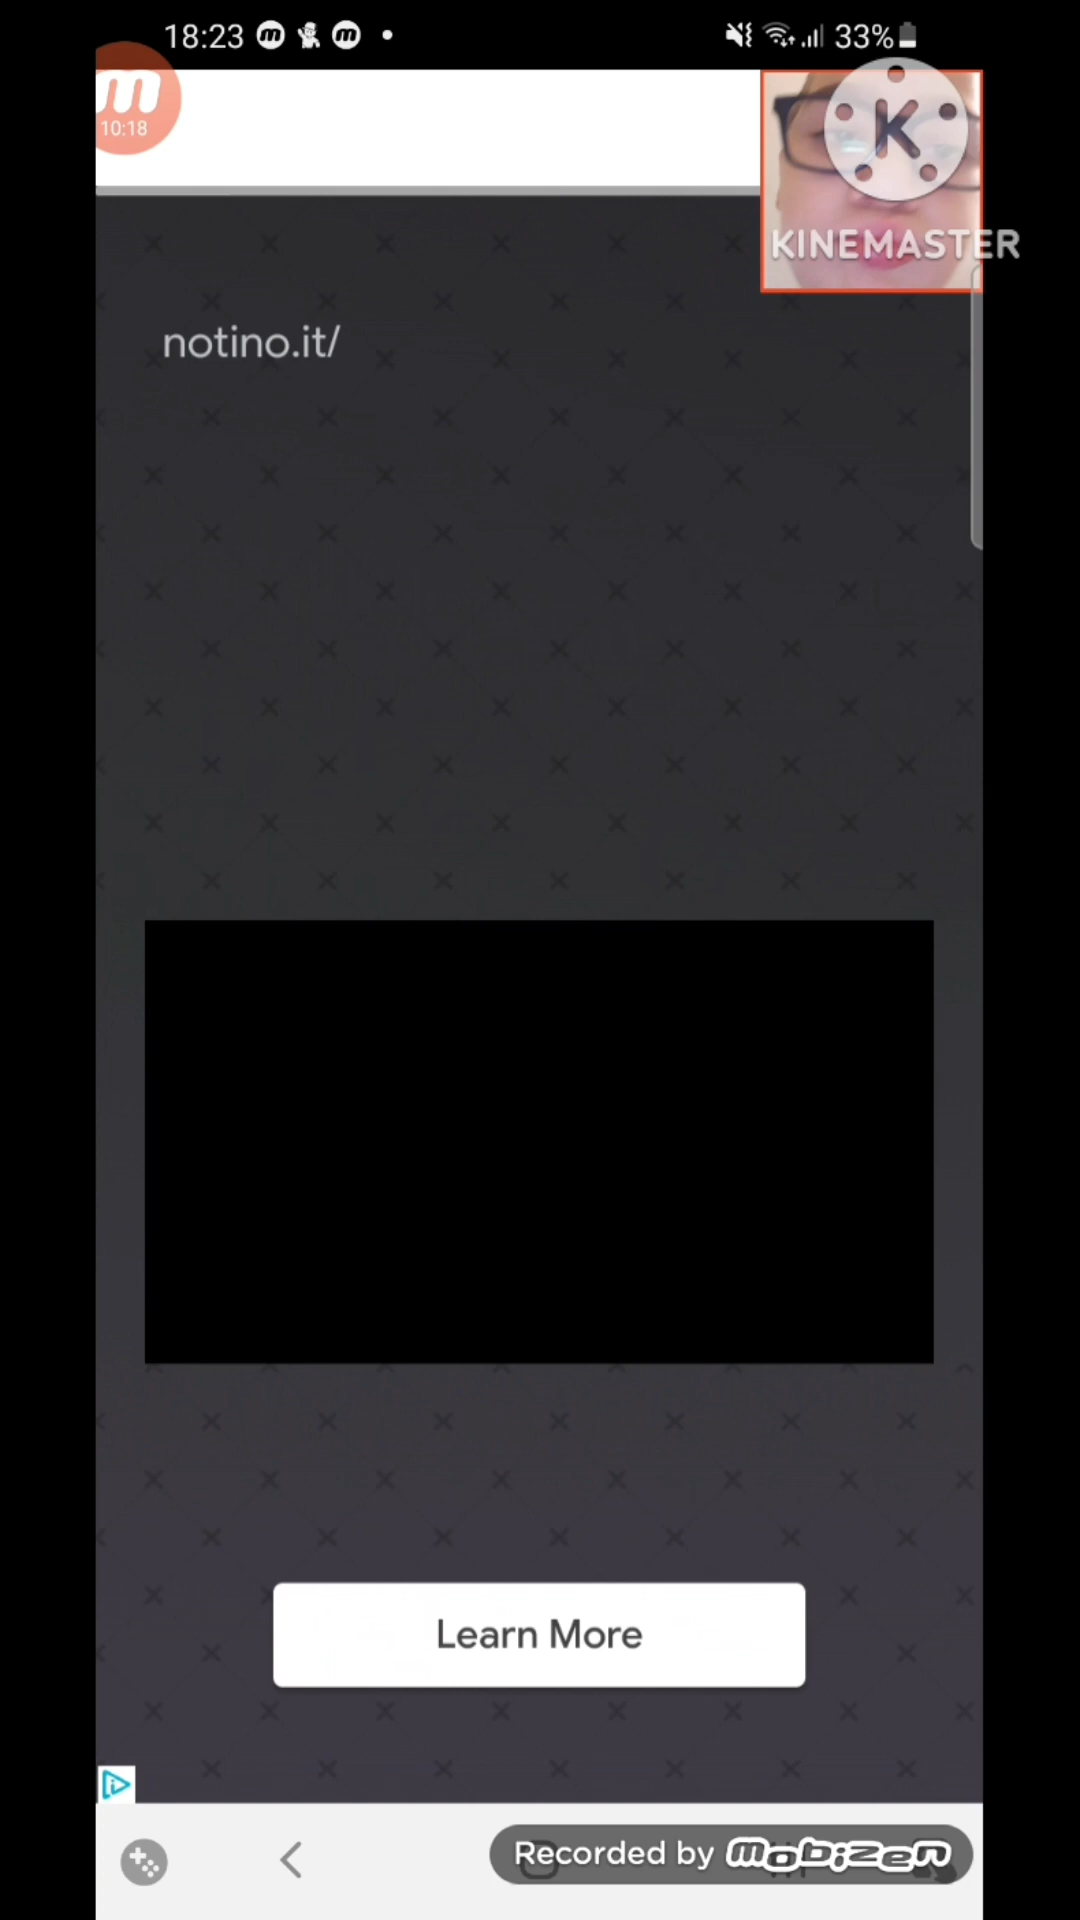 18:23 m m 33%
m
10:18
K
KINEMASTER
notino.it/
Learn More
Recorded by mobizen